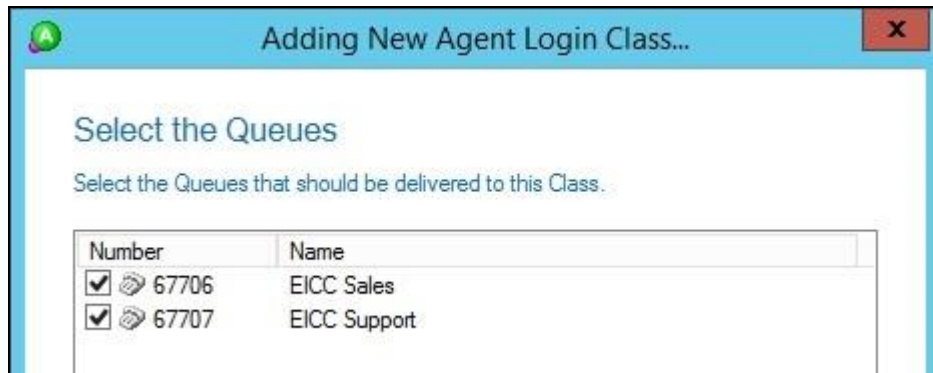 Adding New Agent Login Class...
x
Select the Queues
Select the Queues that should be delivered to this Class.
Number Name
67706 EICC Sales
67707 EICC Support